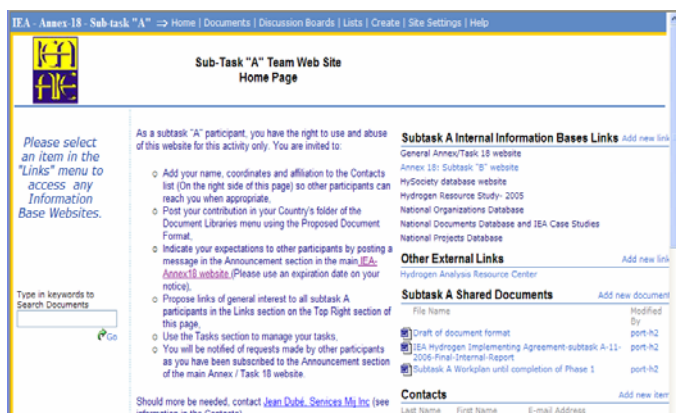 IEA - Annex-18 - Sub-task "A" ⇒ Home | Documents | Discussion Boards | Lists | Create | Site Settings | Help
IEA
AIE
Sub-Task "A" Team Web Site
Home Page
Please select
an item in the
"Links" menu to
access any
Information
Base Websites.
Type in keywords to
Search Documents
Go
As a subtask "A" participant, you have the right to use and abuse
of this website for this activity only. You are invited to:
Add your name, coordinates and affiliation to the Contacts
list (On the right side of this page) so other participants can
reach you when appropriate,
Post your contribution in your Country's folder of the
Document Libraries menu using the Proposed Document
Format,
Indicate your expectations to other participants by posting a
message in the Announcement section in the main IEA-
Annex18 website (Please use an expiration date on your
notice),
Propose links of general interest to all subtask A
participants in the Links section on the Top Right section of
this page,
Use the Tasks section to manage your tasks,
You will be notified of requests made by other participants
as you have been subscribed to the Announcement section
of the main Annex / Task 18 website.
Should more be needed, contact Jean Dubé, Services Mij Inc (see
information in the Contacts)
Subtask A Internal Information Bases Links Add new link
General Annex/Task 18 website
Annex 18: Subtask "B" website
HySociety database website
Hydrogen Resource Study- 2005
National Organizations Database
National Documents Database and IEA Case Studies
National Projects Database
Other External Links Add new link
Hydrogen Analysis Resource Center
Subtask A Shared Documents Add new document
File Name Modified By
Draft of document format port-h2
IEA Hydrogen Implementing Agreement-subtask A-11-
2006-Final-Internal-Report port-h2
Subtask A Workplan until completion of Phase 1 port-h2
Contacts Add new item
Last Name First Name E-mail Address